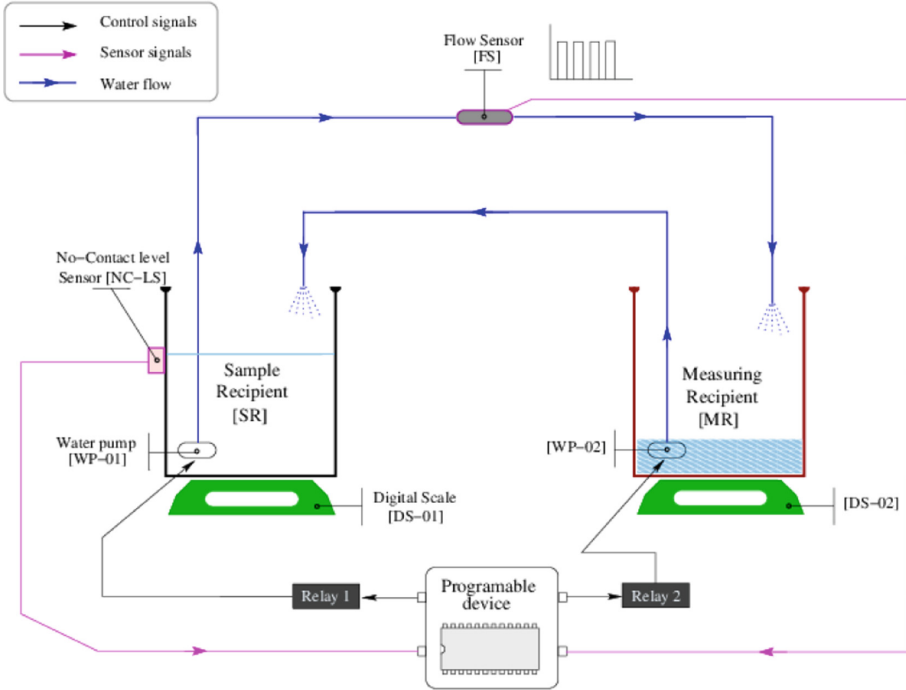 Control signals
Sensor signals
Water flow
Flow Sensor
[FS]
No-Contact level
Sensor [NC-LS]
Sample
Recipient
[SR]
Measuring
Recipient
[MR]
Water pump
[WP-01]
[WP-02]
Digital Scale
[DS-01]
[DS-02]
Programable
device
Relay 1
Relay 2